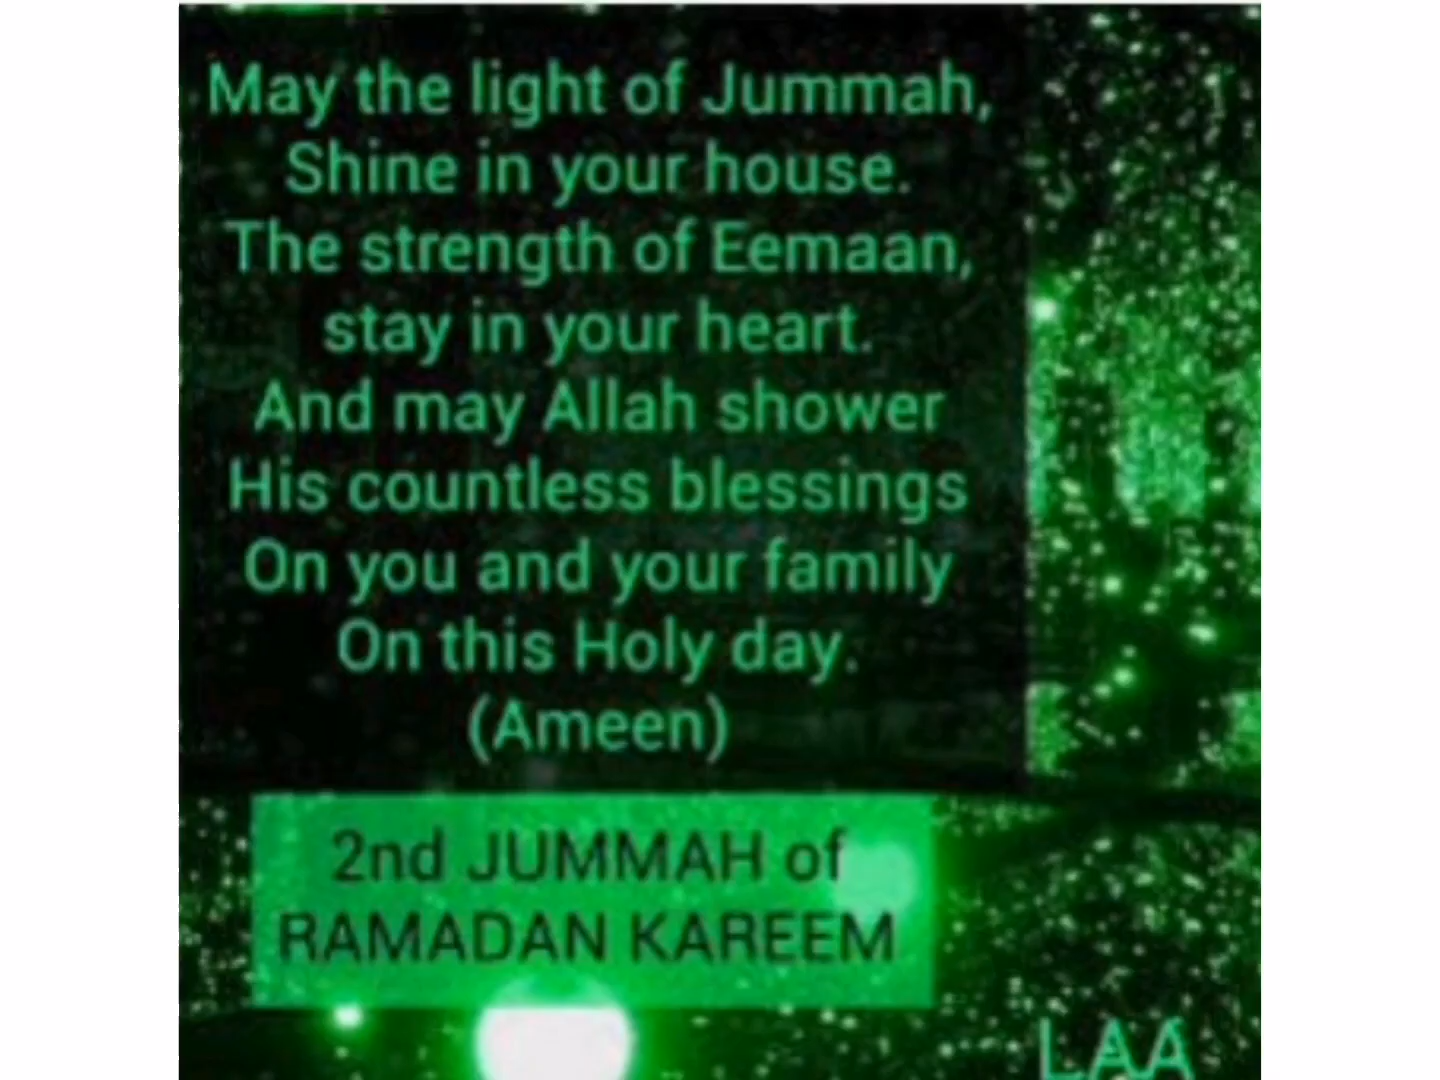 May the light of Jummah,
Shine in your house.
The strength of Eemaan,
stay in your heart.
And may Allah shower
His countless blessings
On you and your family
On this Holy day.
(Ameen)
2nd JUMMAH of
RAMADAN KAREEM
LAA